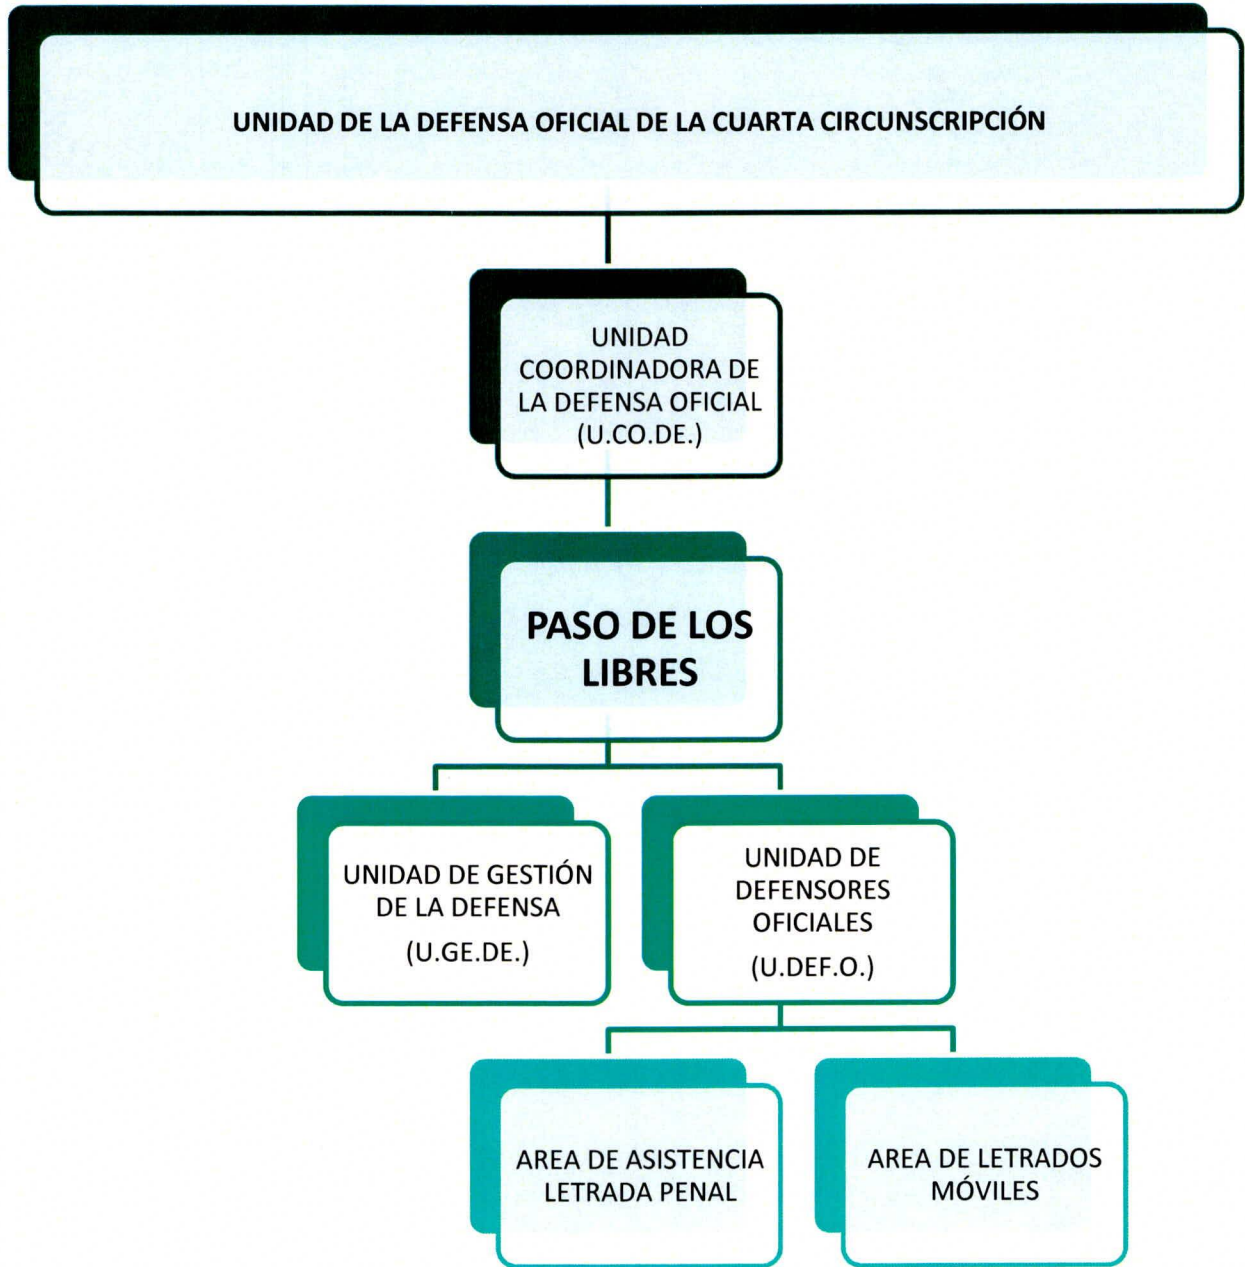 UNIDAD DE LA DEFENSA OFICIAL DE LA CUARTA CIRCUNSCRIPCIÓN
UNIDAD
COORDINADORA DE
LA DEFENSA OFICIAL
(U.CO.DE.)
PASO DE LOS
LIBRES
UNIDAD DE GESTIÓN
DE LA DEFENSA
(U.GE.DE.)
UNIDAD DE
DEFENSORES
OFICIALES
(U.DEF.O.)
AREA DE ASISTENCIA
LETRADA PENAL
AREA DE LETRADOS
MÓVILES